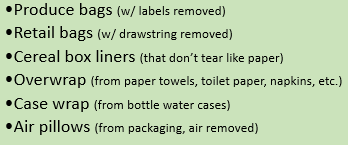 •Produce bags (w/ labels removed)
•Retail bags (w/ drawstring removed)
•Cereal box liners (that don't tear like paper)
•Overwrap (from paper towels, toilet paper, napkins, etc.)
•Case wrap (from bottle water cases)
•Air pillows (from packaging, air removed)